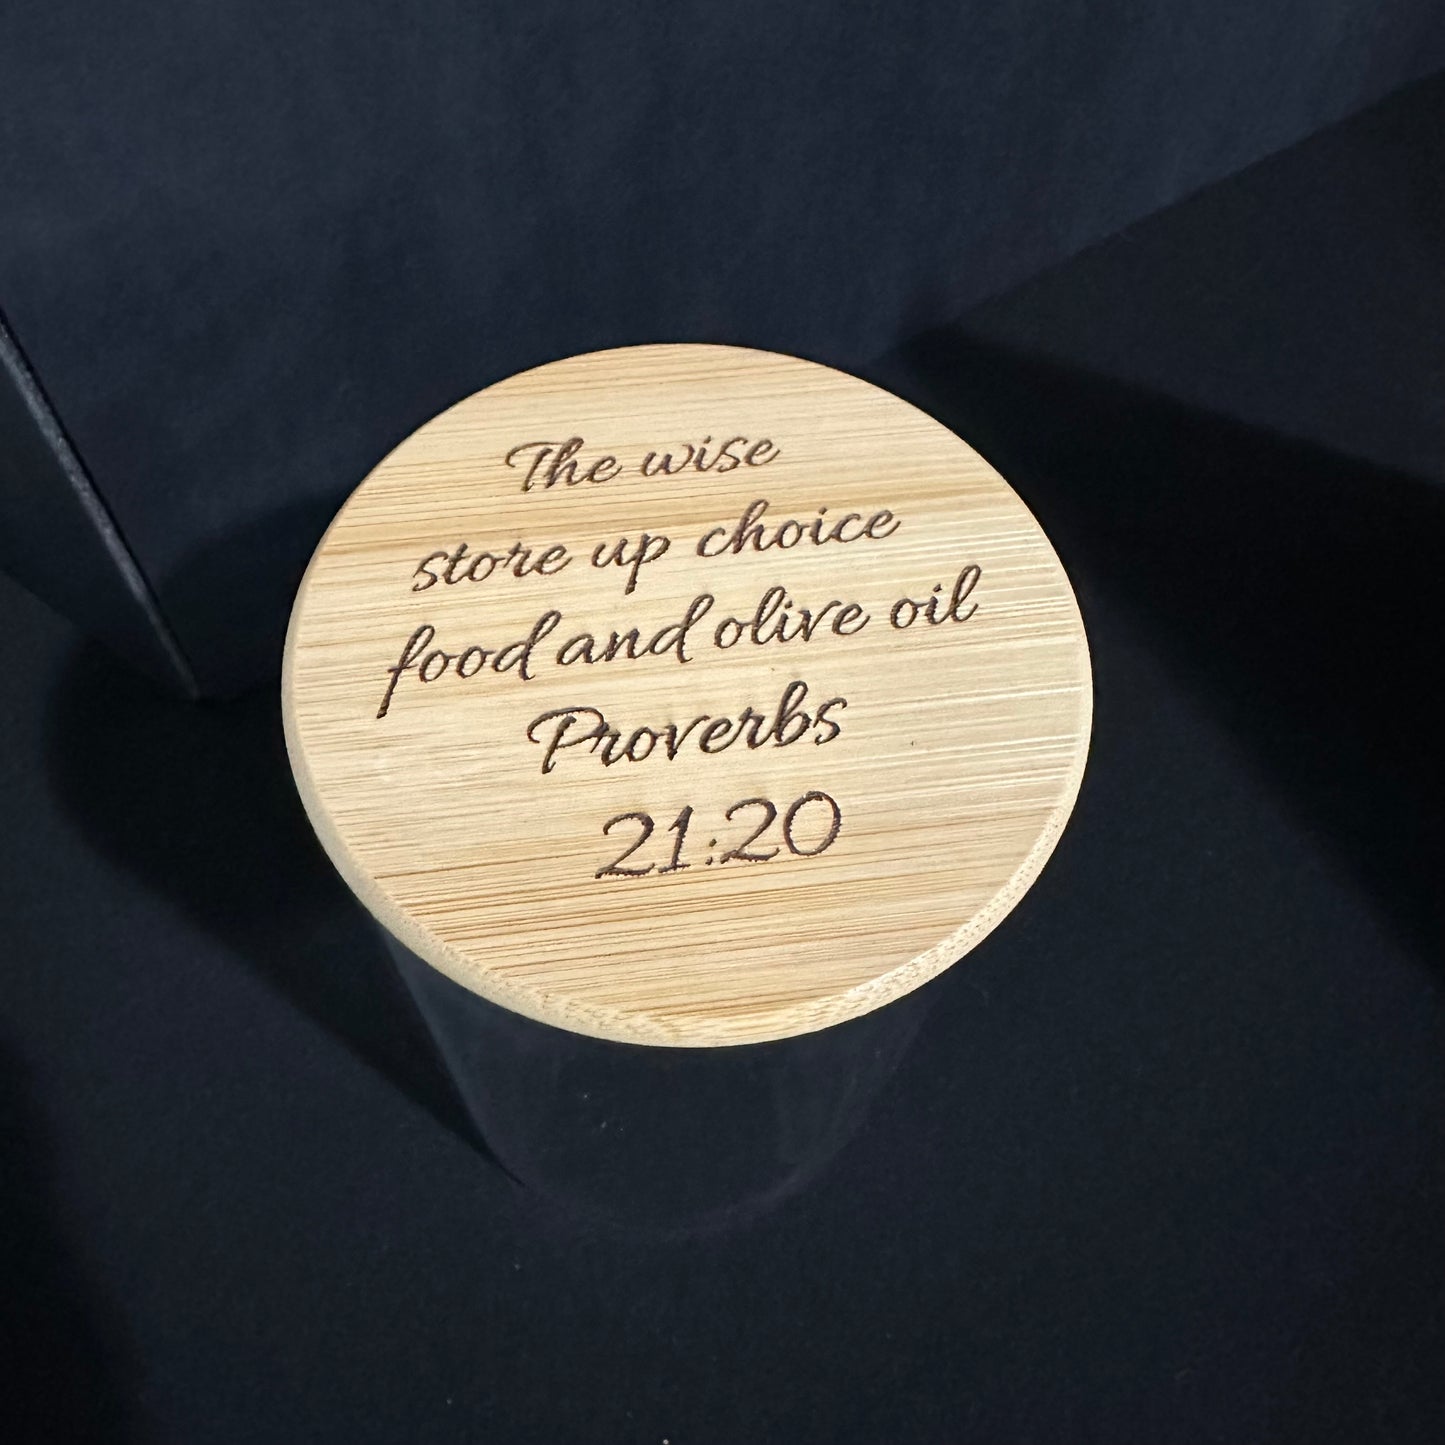 The wise
store up choice
food and olive oil
Proverbs
21:20